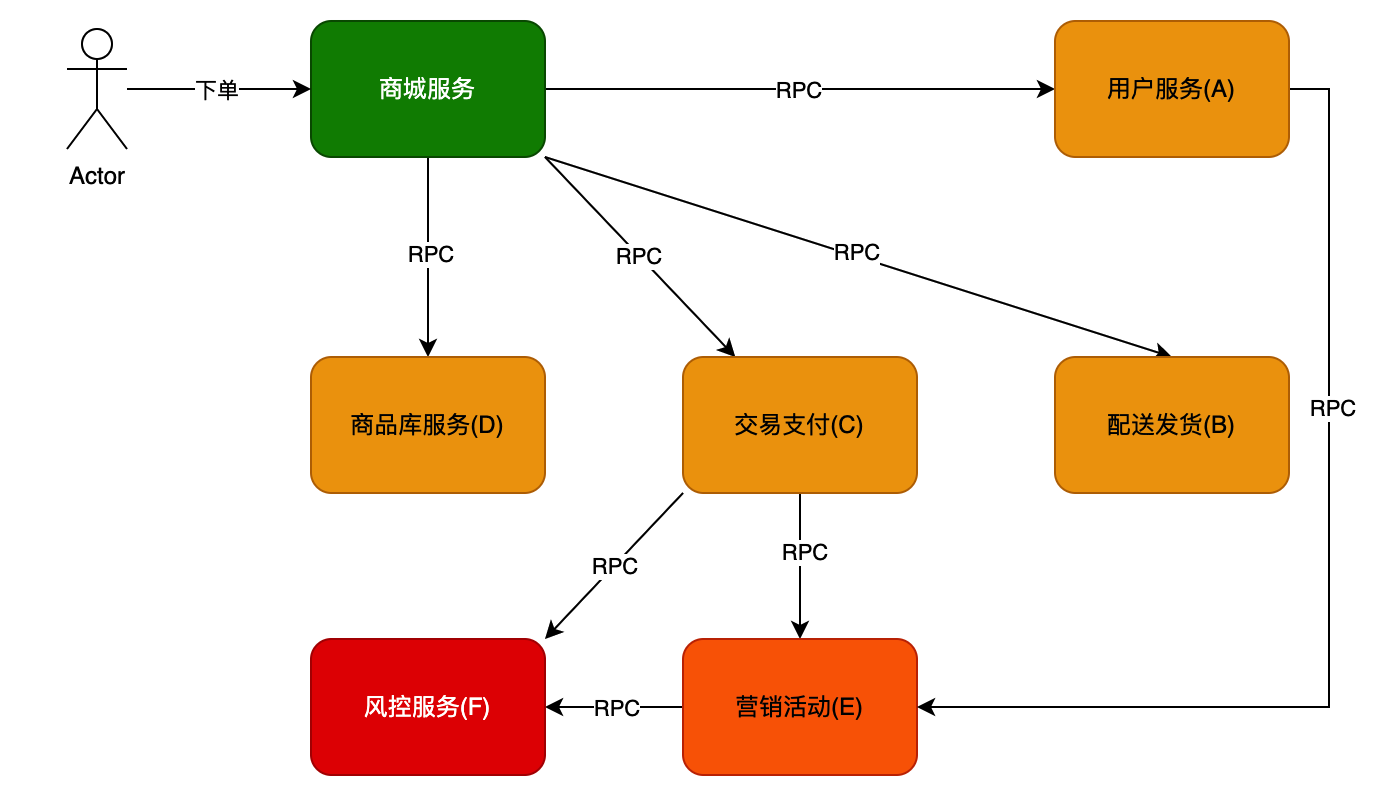 下单
商城服务
RPC
用户服务(A)
Actor
RPC
RPC
RPC
商品库服务(D)
交易支付(C)
配送发货(B)
RPC
RPC
RPC
风控服务(F)
RPC
营销活动(E)